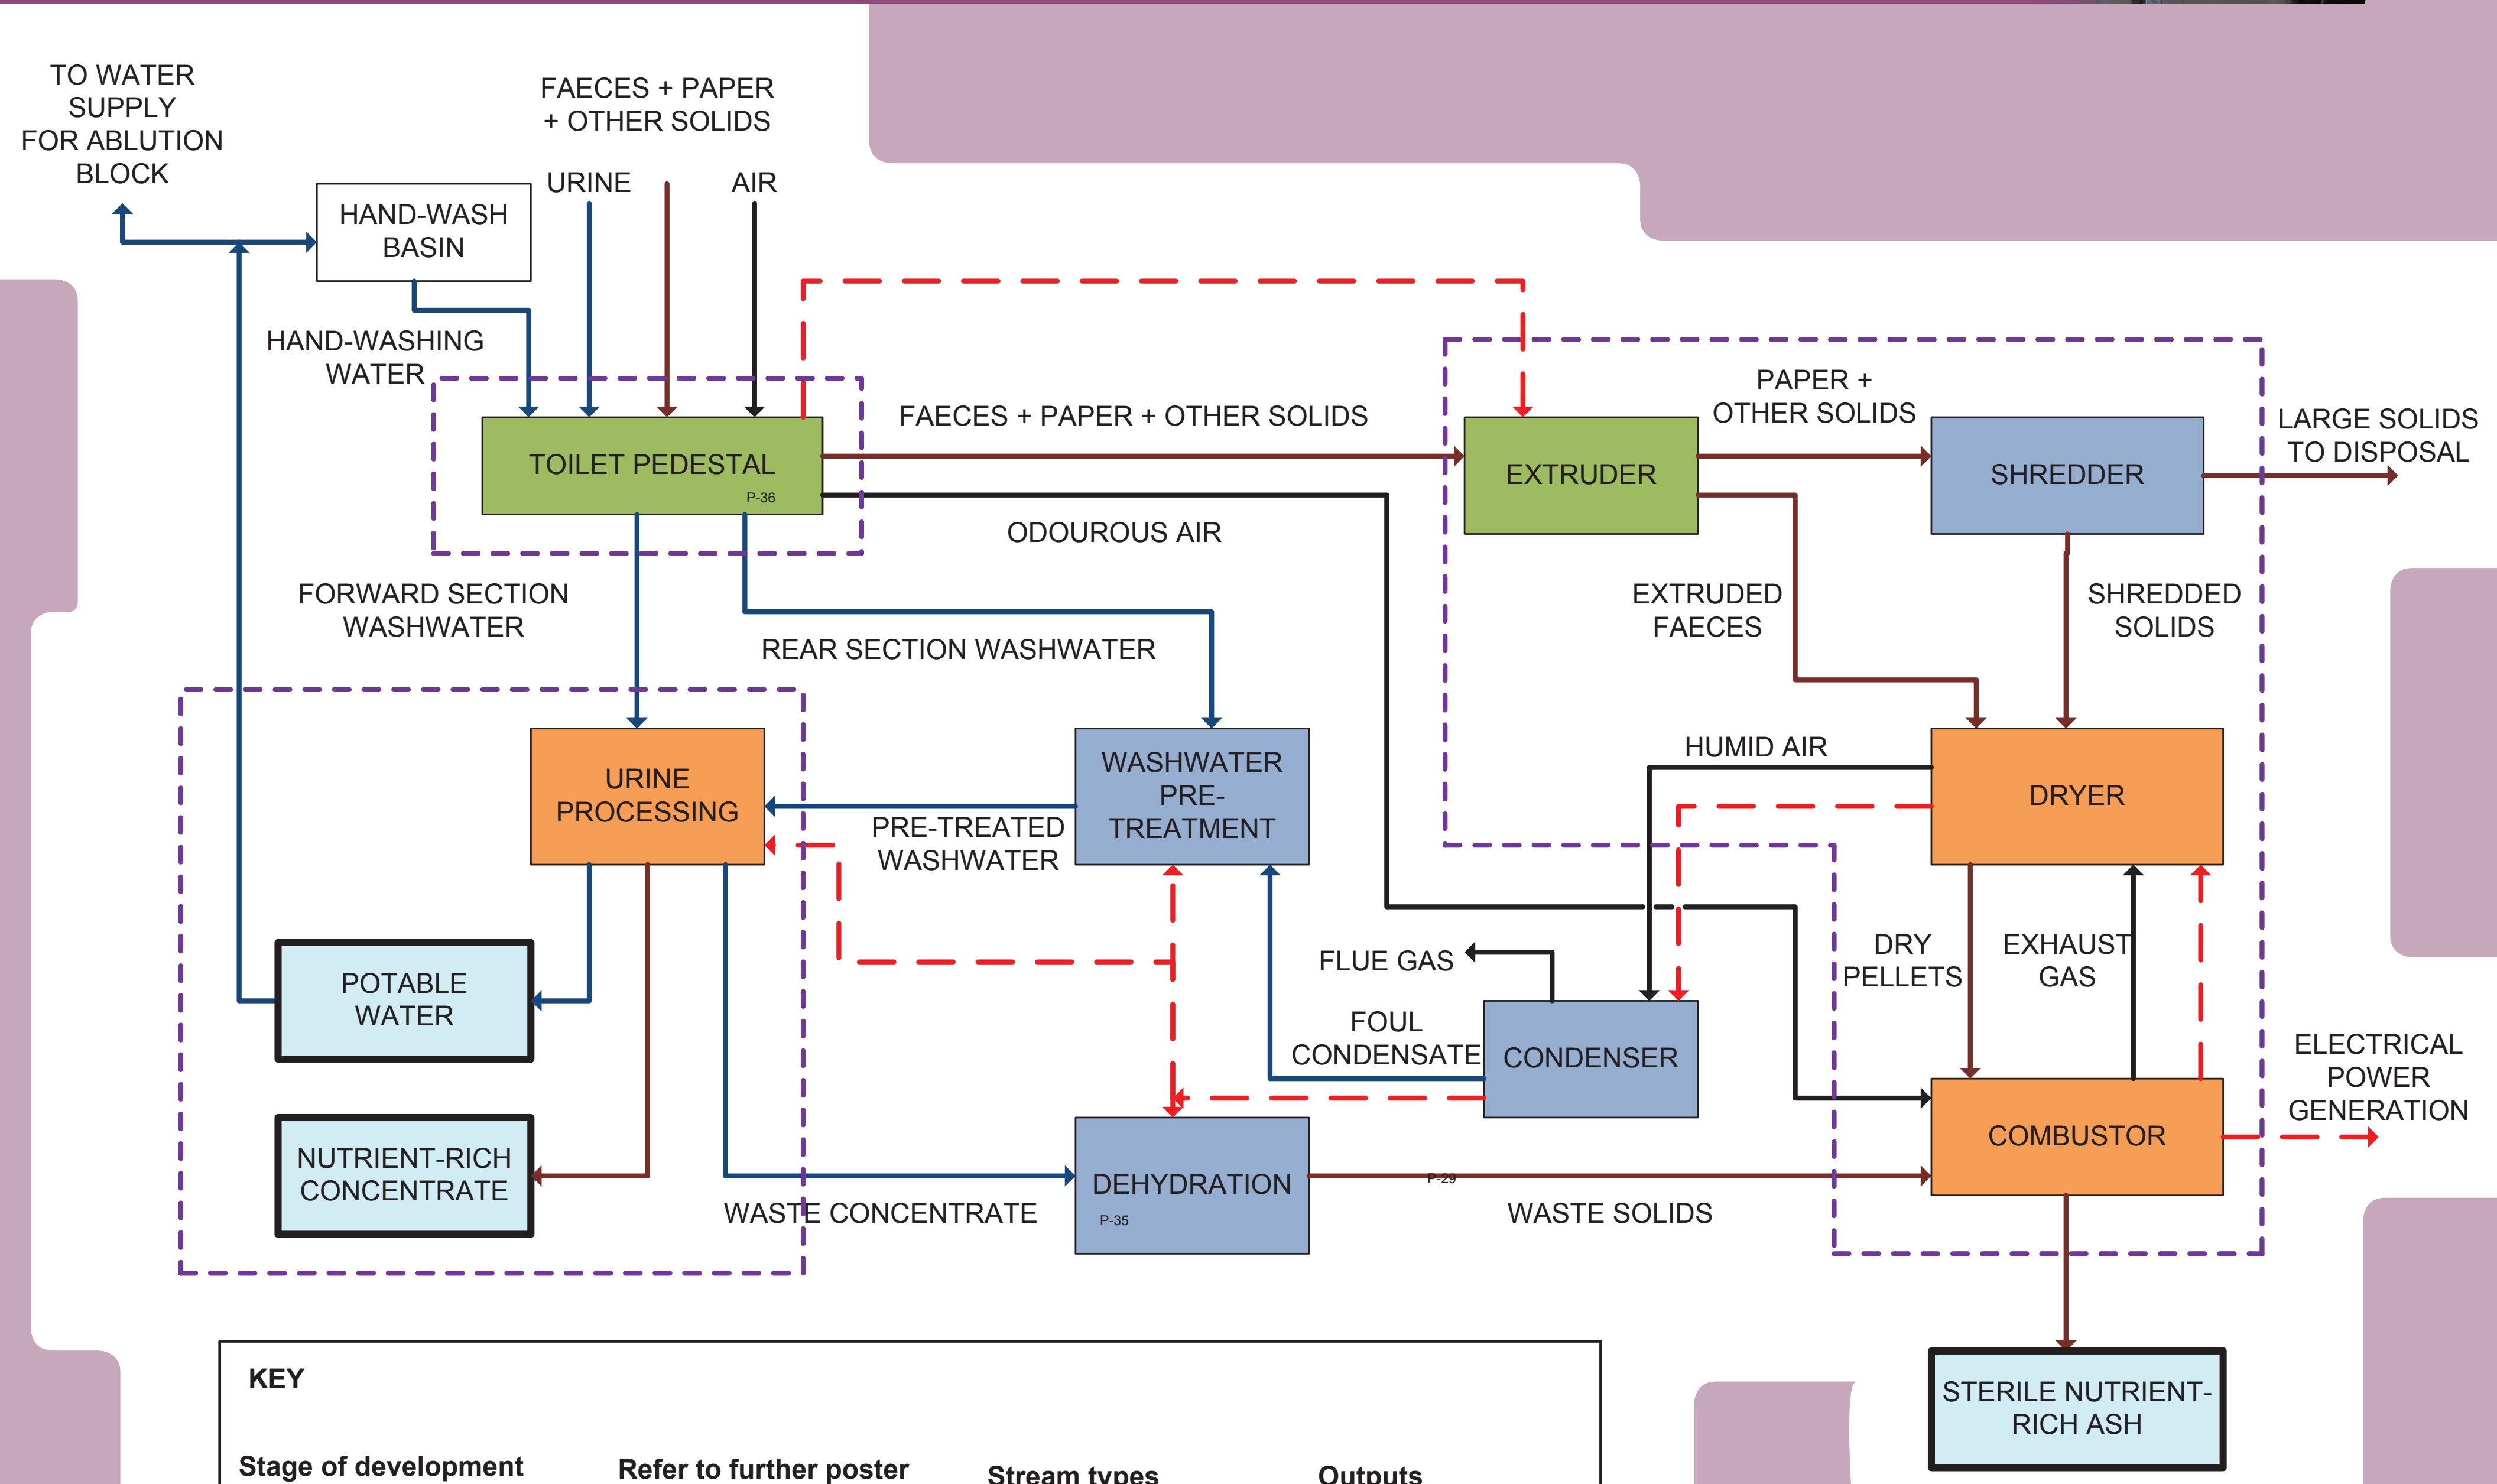 TO WATER
SUPPLY
FOR ABLUTION
BLOCK
FAECES + PAPER
+ OTHER SOLIDS
URINE
AIR
HAND-WASH
BASIN
HAND-WASHING
WATER
TOILET PEDESTAL
P-36
FAECES + PAPER + OTHER SOLIDS
ODOUROUS AIR
EXTRUDER
PAPER +
OTHER SOLIDS
SHREDDER
LARGE SOLIDS
TO DISPOSAL
FORWARD SECTION
WASHWATER
REAR SECTION WASHWATER
EXTRUDED
FAECES
SHREDDED
SOLIDS
URINE
PROCESSING
PRE-TREATED
WASHWATER
WASHWATER
PRE-
TREATMENT
HUMID AIR
DRYER
POTABLE
WATER
FLUE GAS
FOUL
CONDENSATE
CONDENSER
DRY
PELLETS
EXHAUST
GAS
ELECTRICAL
POWER
GENERATION
NUTRIENT-RICH
CONCENTRATE
WASTE CONCENTRATE
DEHYDRATION
P-35
P-29
WASTE SOLIDS
COMBUSTOR
STERILE NUTRIENT-
RICH ASH
KEY
Stage of development
Refer to further poster
Stream types
Outputs